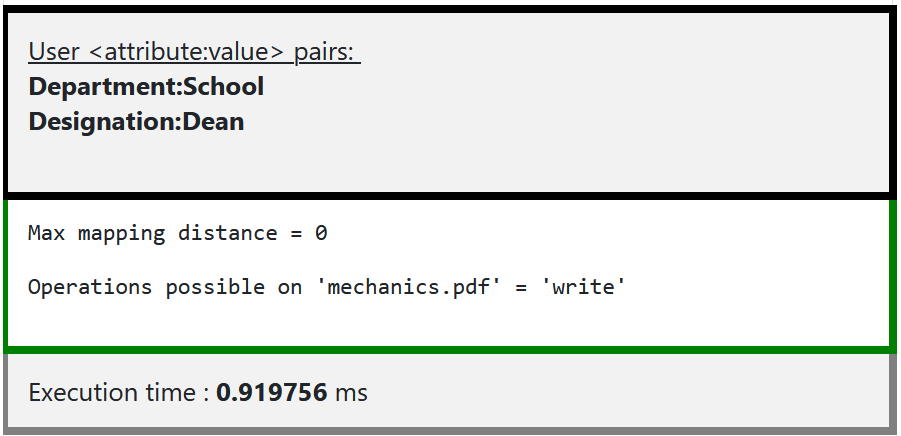 User <attribute:value> pairs:
Department:School
Designation:Dean
Max mapping distance = 0
Operations possible on 'mechanics.pdf' = 'write'
Execution time : 0.919756 ms